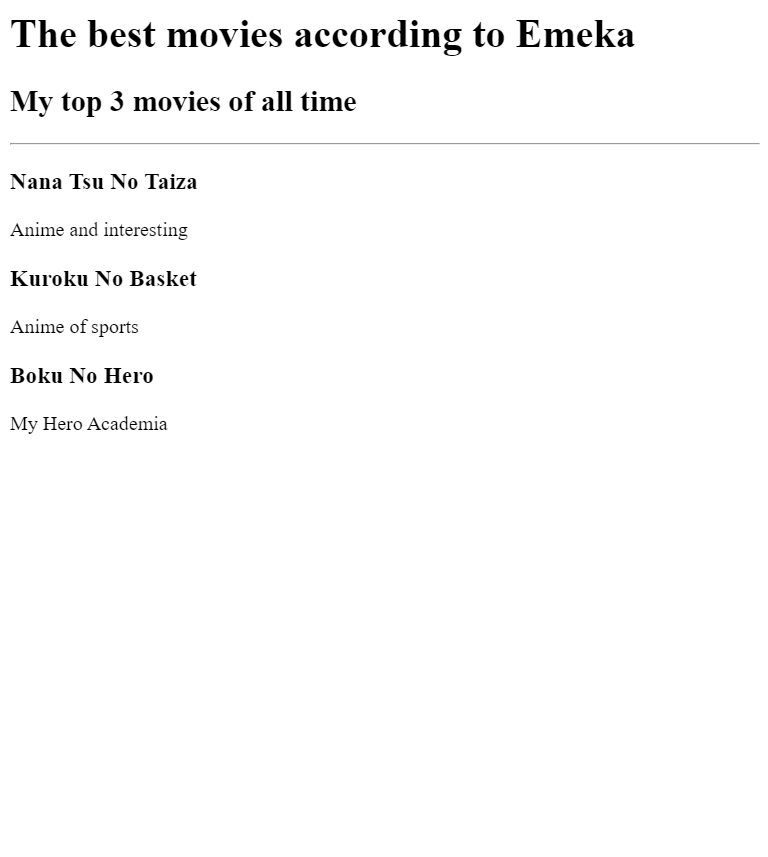 The best movies according to Emeka
My top 3 movies of all time
Nana Tsu No Taiza
Anime and interesting
Kuroku No Basket
Anime of sports
Boku No Hero
My Hero Academia